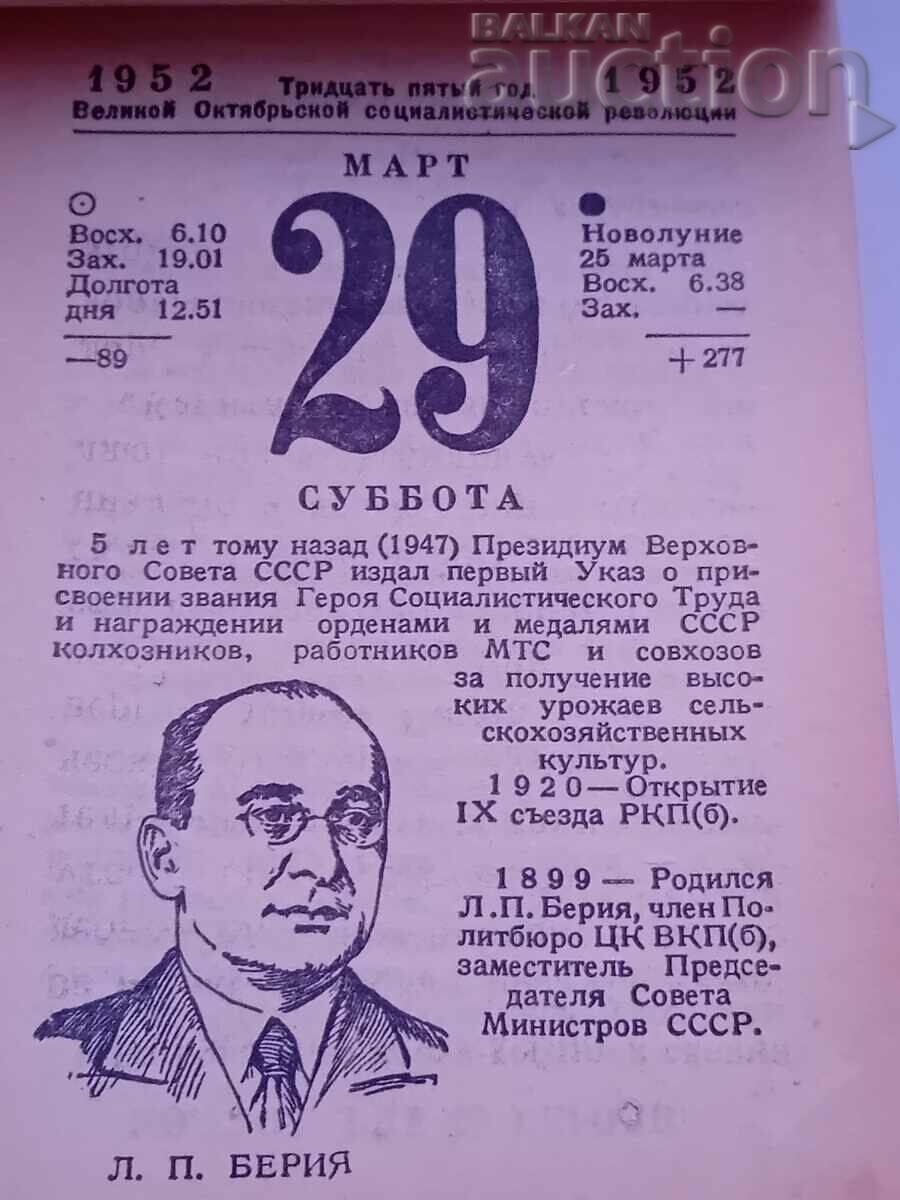 BALKAN
auction
1952 Тридцать пятый год 1952
Великой Октябрьской социалистической революции
МАРТ
29
Восх. 6.10
Зах. 19.01
Долгота
дня 12.51
—89
Новолуние
25 марта
Восх. 6.38
Зах. —
+277
СУББОТА
5 лет тому назад (1947) Президиум Верхов-
ного Совета СССР издал первый Указ о при-
своении звания Героя Социалистического Труда
и награждении орденами и медалями СССР
колхозников, работников МТС и совхозов
за получение высо-
ких урожаев сель-
скохозяйственных
культур.
1920—Открытие
IX съезда РКП(б).
1899— Родился
Л.П. Берия, член По-
литбюро ЦК ВКП(б),
заместитель Предсе-
дателя Совета
Министров СССР.
Л. П. БЕРИЯ